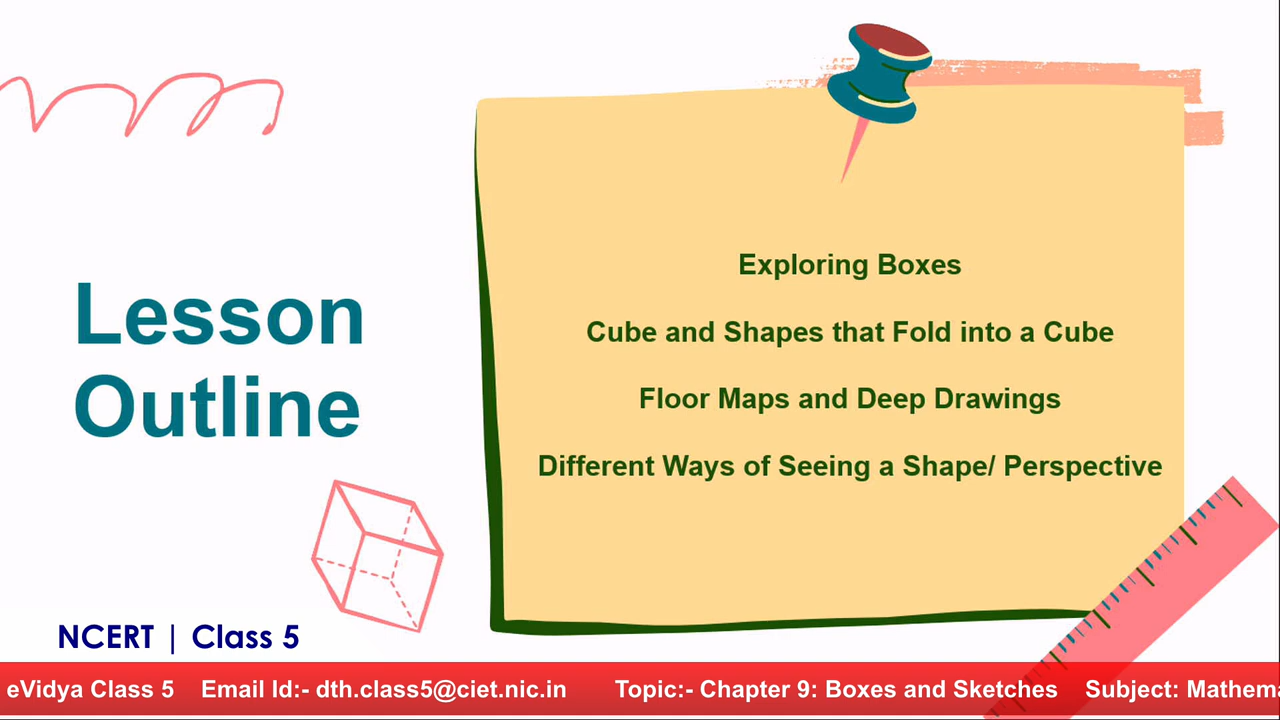 Lesson
Outline
Exploring Boxes
Cube and Shapes that Fold into a Cube
Floor Maps and Deep Drawings
Different Ways of Seeing a Shape/ Perspective
NCERT | Class 5
eVidya Class 5 Email Id:- dth.class5@ciet.nic.in Topic:- Chapter 9: Boxes and Sketches Subject: Mathema